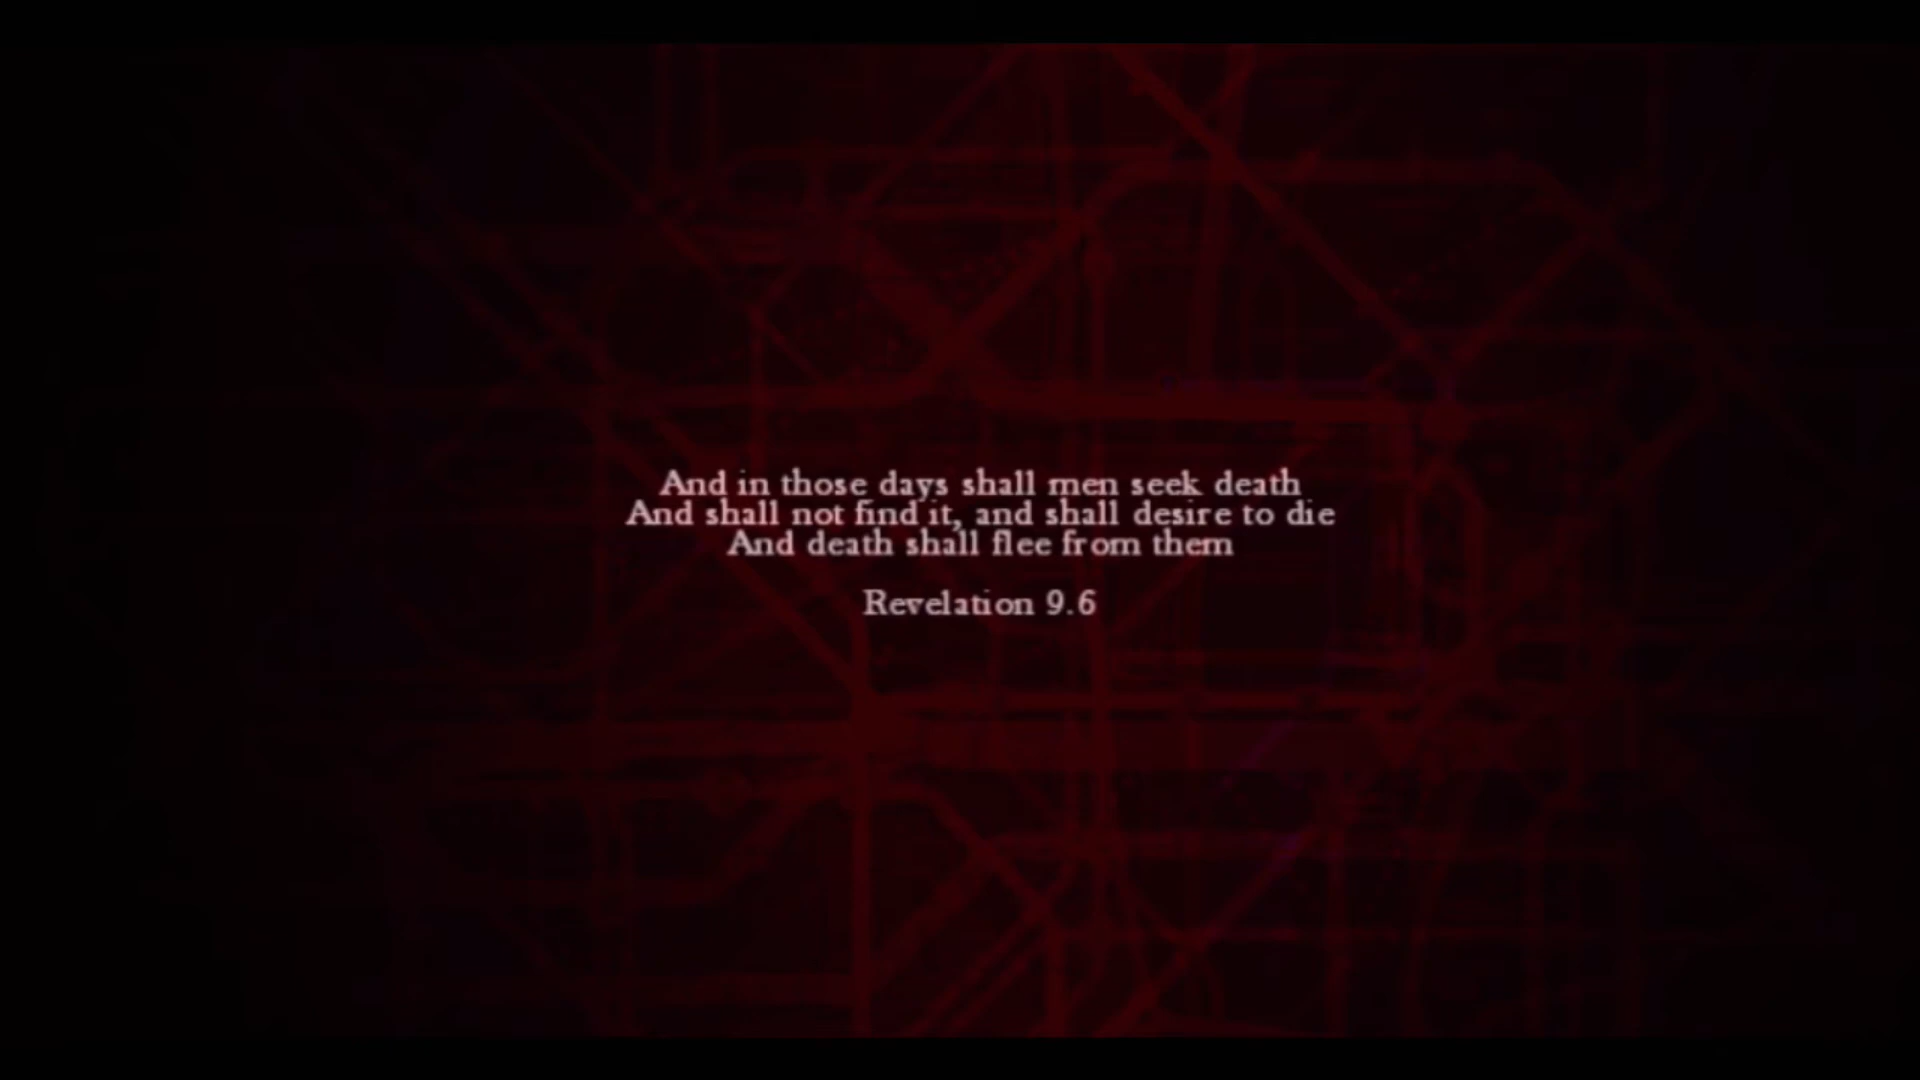 And in those days shall men seek death
And shall not find it, and shall desire to die
And death shall flee from them
Revelation 9.6